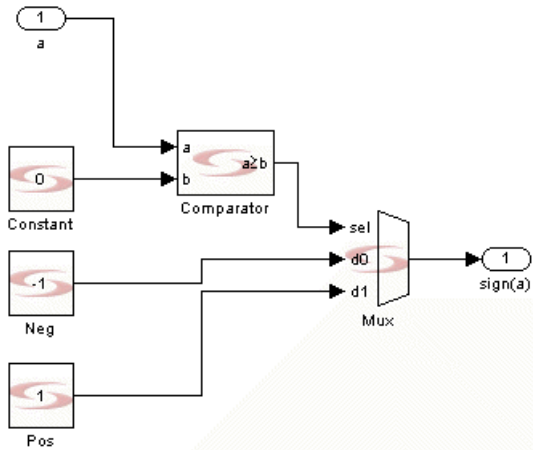 1
a
a
a≥b
b
0
Comparator
Constant
sel
d0
1
-1
sign(a)
d1
Mux
Neg
1
Pos